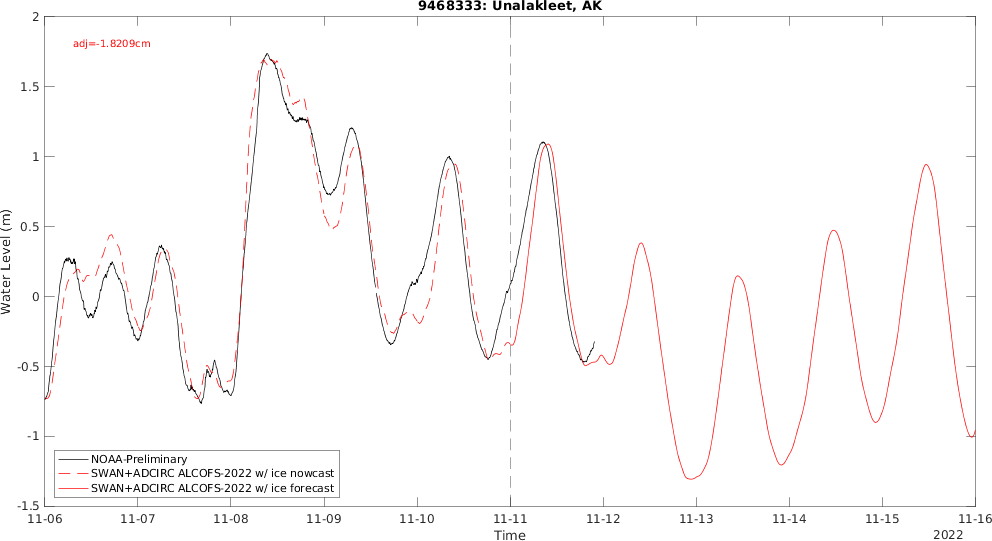 9468333: Unalakleet, AK
adj=-1.8209cm
2
1.5
1
0.5
0
-0.5
-1
-1.5
Water Level (m)
NOAA-Preliminary
SWAN+ADCIRC ALCOFS-2022 w/ ice nowcast
SWAN+ADCIRC ALCOFS-2022 w/ ice forecast
11-06 11-07 11-08 11-09 11-10 11-11 11-12 11-13 11-14 11-15 11-16
Time
2022